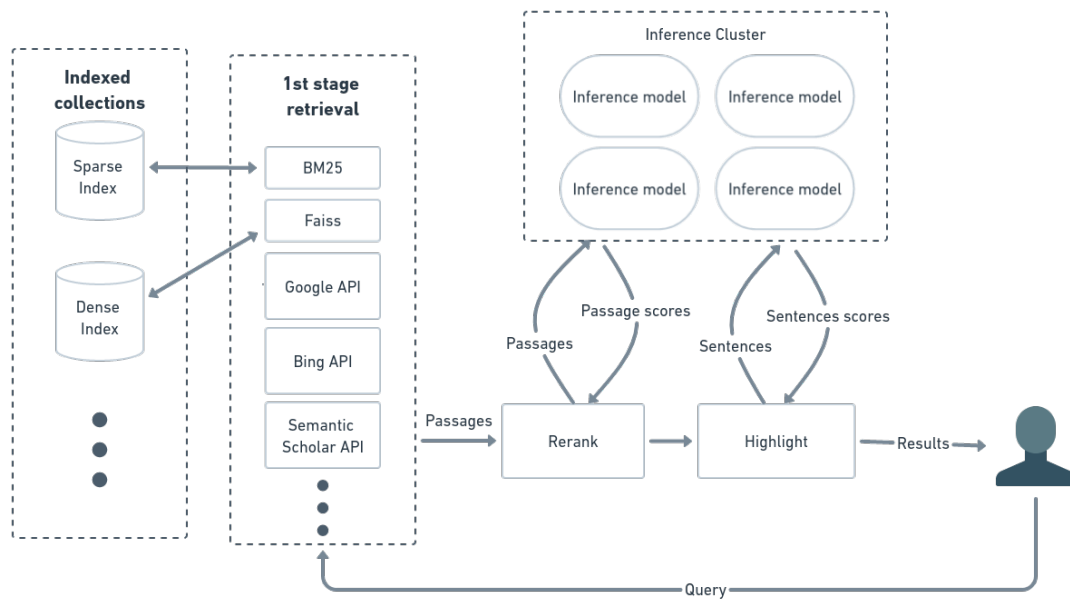 Indexed
collections
Sparse
Index
Dense
Index
1st stage
retrieval
BM25
Faiss
Google API
Bing API
Semantic
Scholar API
Passages
Inference Cluster
Inference model
Inference model
Inference model
Inference model
Passages
Passage scores
Sentences
Sentences scores
Rerank
Highlight
Results
Query